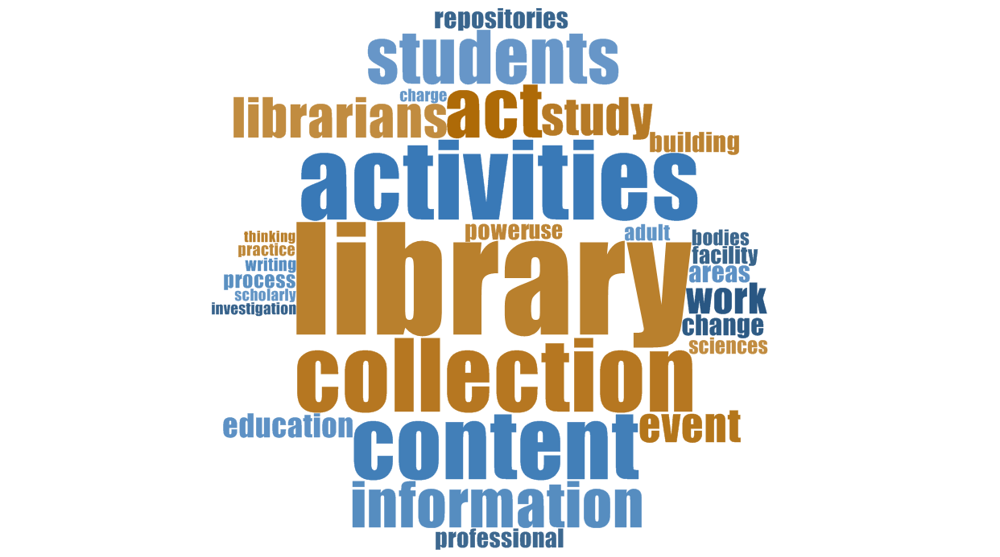 repositories
students
charge
librarians act study
building
activities
poweruse adult
thinking
practice
writing
process
scholarly
investigation
library
bodies
facility
areas
work
change
sciences
collection
education content event
information
professional